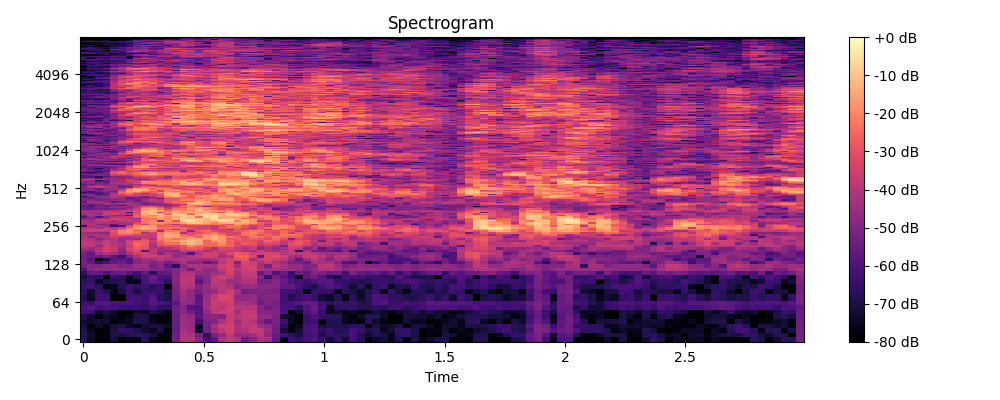 Spectrogram
Hz
4096
2048
1024
512
256
128
64
0
0
0.5
1
1.5
2
2.5
Time
+0 dB
-10 dB
-20 dB
-30 dB
-40 dB
-50 dB
-60 dB
-70 dB
-80 dB